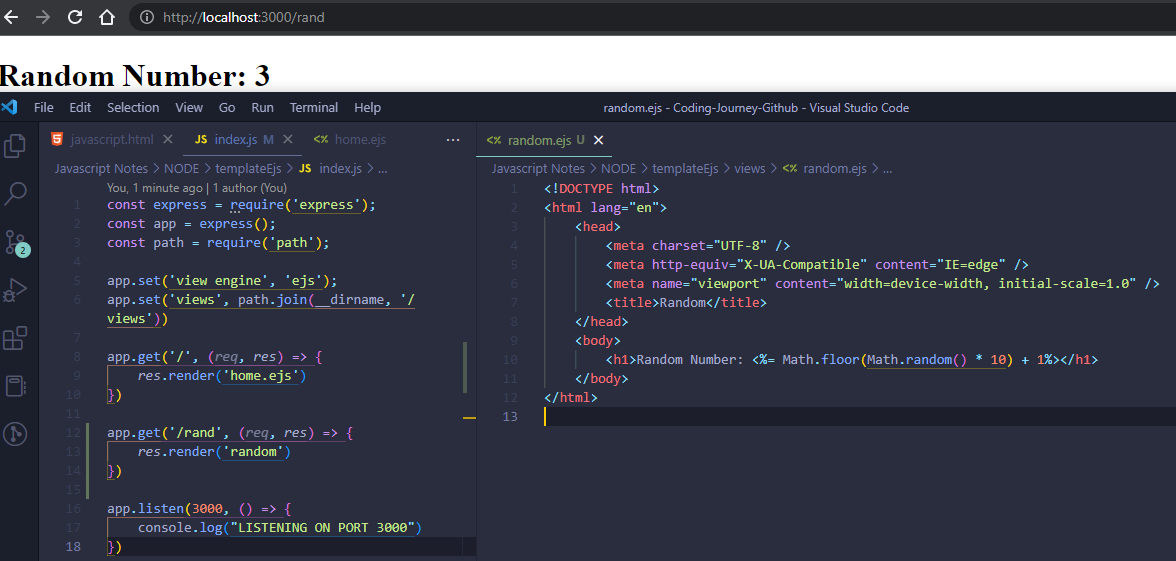 http://localhost:3000/rand
Random Number: 3
File Edit Selection View Go Run Terminal Help random.ejs - Coding-Journey-Github - Visual Studio Code
javascript.html JS index.js M <% home.ejs ···
<% random.ejs U
Javascript Notes > NODE > templateEjs > JS index.js > ...
Javascript Notes > NODE > templateEjs > views > <% random.ejs > ...
2
You, 1 minute ago | 1 author (You)
1 const express = require('express');
2 const app = express();
3 const path = require('path');
4
5 app.set('view engine', 'ejs');
6 app.set('views', path.join(__dirname, '/
views'))
7
8 app.get('/', (req, res) => {
9 res.render('home.ejs')
10 })
11
12 app.get('/rand', (req, res) => {
13 res.render('random')
14 })
15
16 app.listen(3000, () => {
17 console.log("LISTENING ON PORT 3000")
18 })
1 <!DOCTYPE html>
2 <html lang="en">
3 <head>
4 <meta charset="UTF-8" />
5 <meta http-equiv="X-UA-Compatible" content="IE=edge" />
6 <meta name="viewport" content="width=device-width, initial-scale=1.0" />
7 <title>Random</title>
8 </head>
9 <body>
10 <h1>Random Number: <%= Math.floor(Math.random() * 10) + 1%></h1>
11 </body>
12 </html>
13